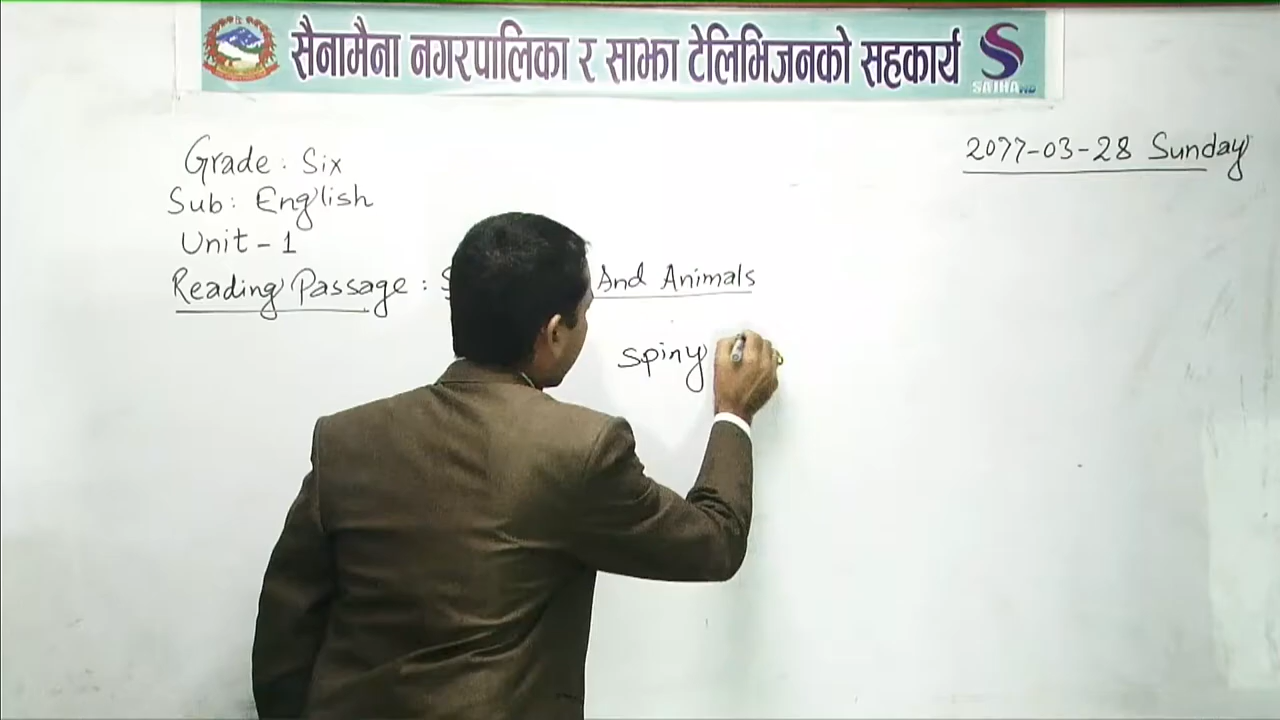 सैनामैना नगरपालिका र साझा टेलिभिजनको सहकार्य
SAJHA HD
2077-03-28 Sunday
Grade : Six
Sub : English
Unit - 1
Reading Passage : And Animals
spiny